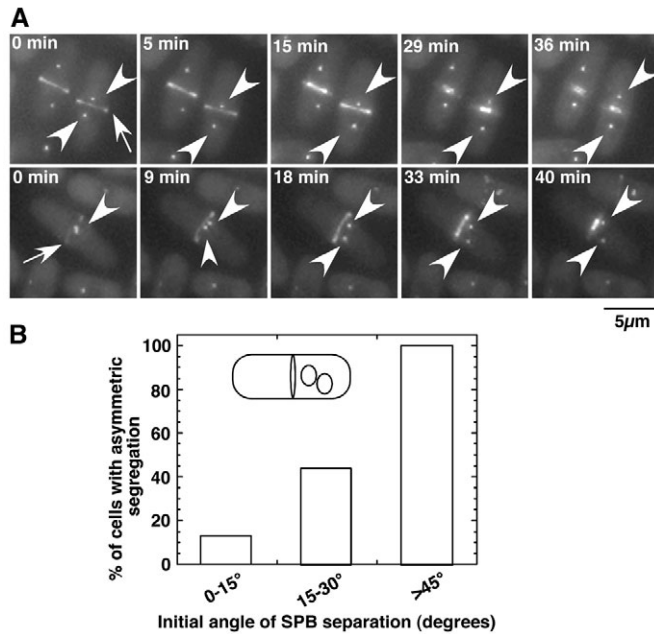 A
0 min 5 min 15 min 29 min 36 min
0 min 9 min 18 min 33 min 40 min
5µm
B
% of cells with asymmetric
segregation
100
80
60
40
20
0
0-15° 15-30° >45°
Initial angle of SPB separation (degrees)